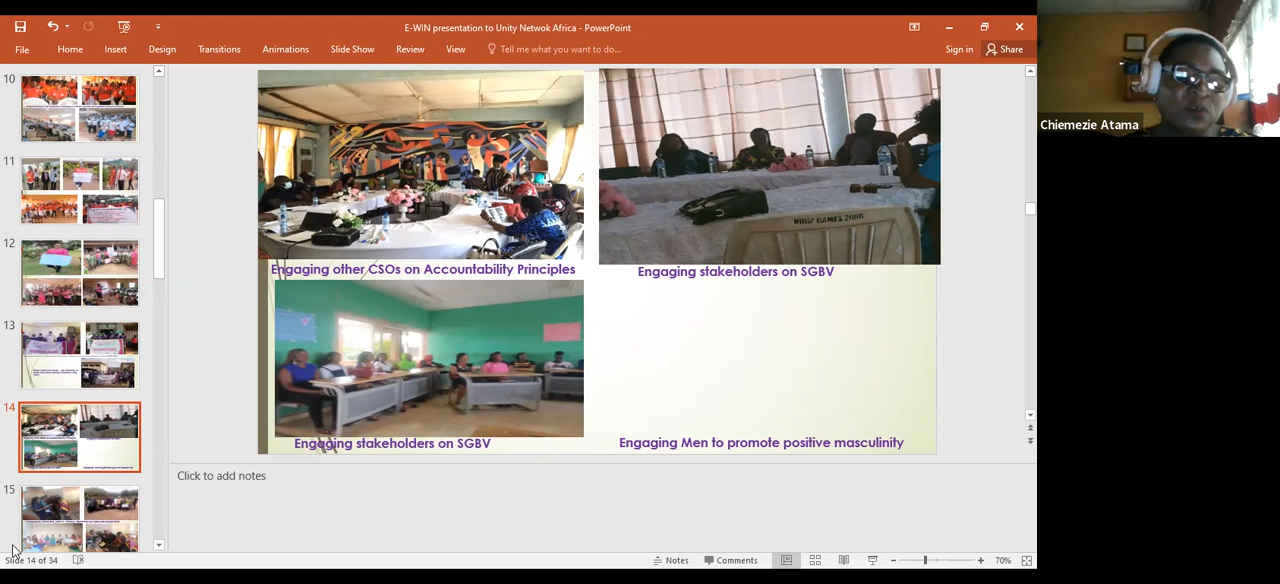 E-WIN presentation to Unity Netwok Africa - PowerPoint
File Home Insert Design Transitions Animations Slide Show Review View Tell me what you want to do... Sign in Share
Chiemezie Atama
10
11
12
13
14
15
NUGA GAMES 2008
Engaging other CSOs on Accountability Principles
Engaging stakeholders on SGBV
Engaging stakeholders on SGBV
Engaging Men to promote positive masculinity
Click to add notes
Slide 14 of 34
Notes Comments 70%